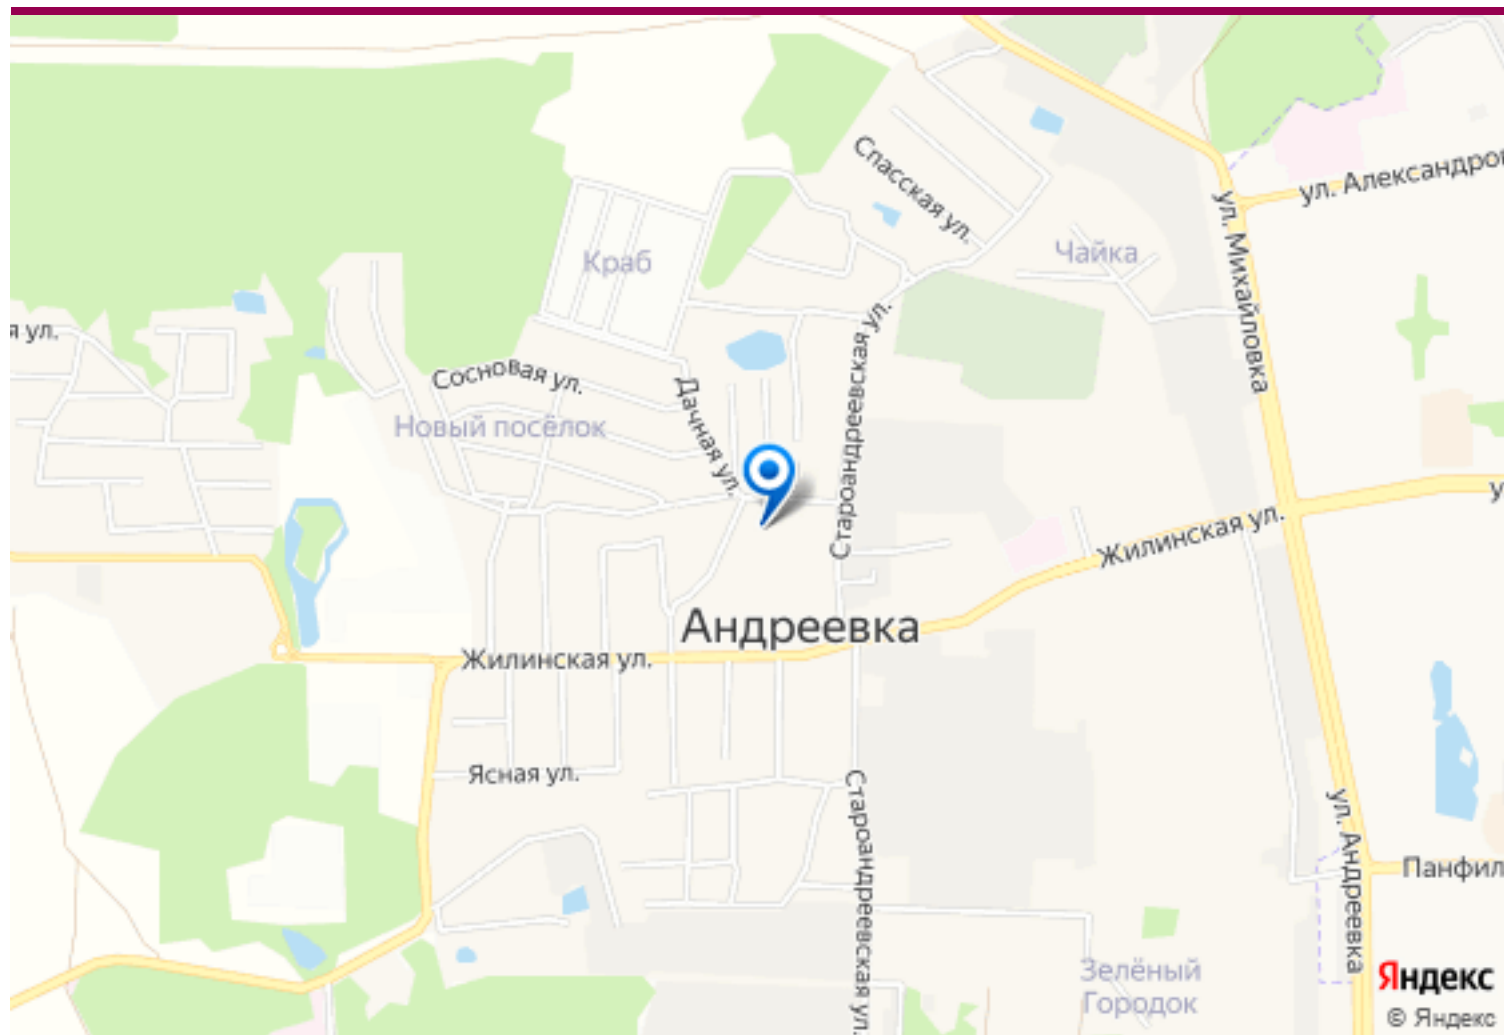 Спасская ул.
ул. Александров
Краб
Чайка
ул. Михайловка
я ул.
Сосновая ул.
Дачная ул.
Староандреевская ул.
Новый посёлок
Жилинская ул.
у
Андреевка
Жилинская ул.
Ясная ул.
Староандреевская ул.
ул. Андреевка
Панфил
Зелёный
Городок
Яндекс
© Яндекс